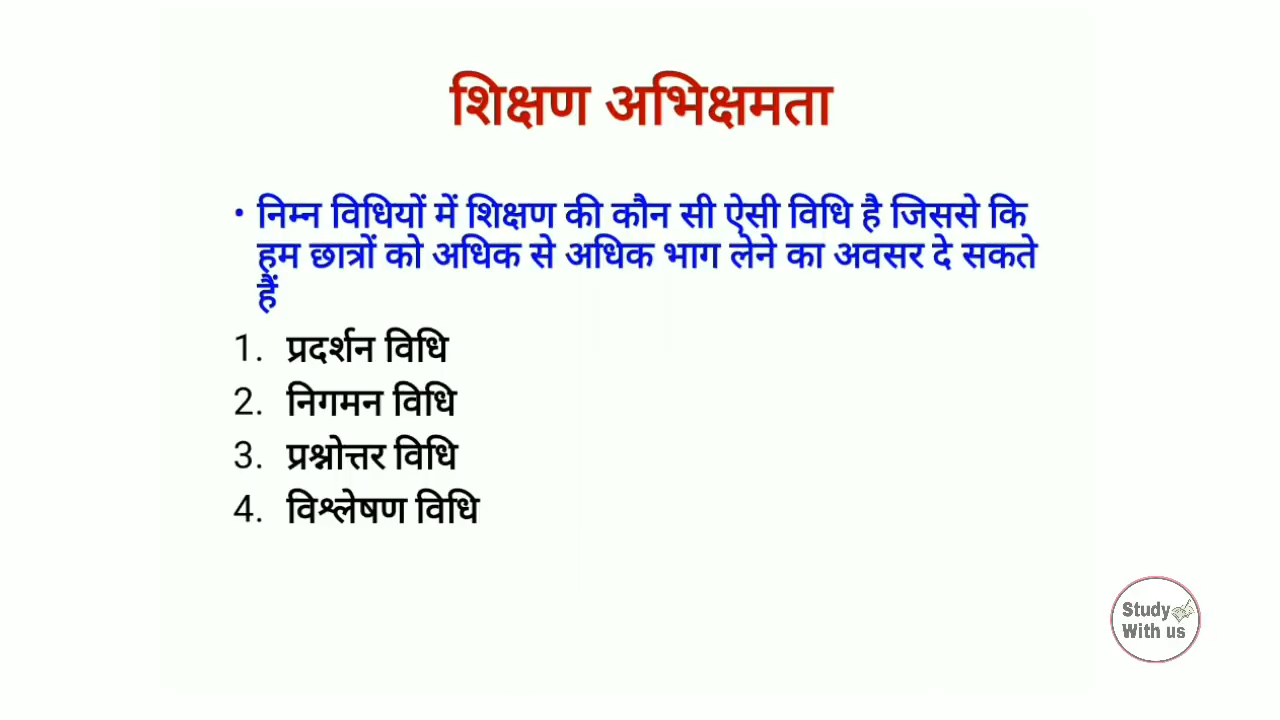 शिक्षण अभिक्षमता
• निम्न विधियों में शिक्षण की कौन सी ऐसी विधि है जिससे कि
हम छात्रों को अधिक से अधिक भाग लेने का अवसर दे सकते
हैं
1. प्रदर्शन विधि
2. निगमन विधि
3. प्रश्नोत्तर विधि
4. विश्लेषण विधि
Study
With us